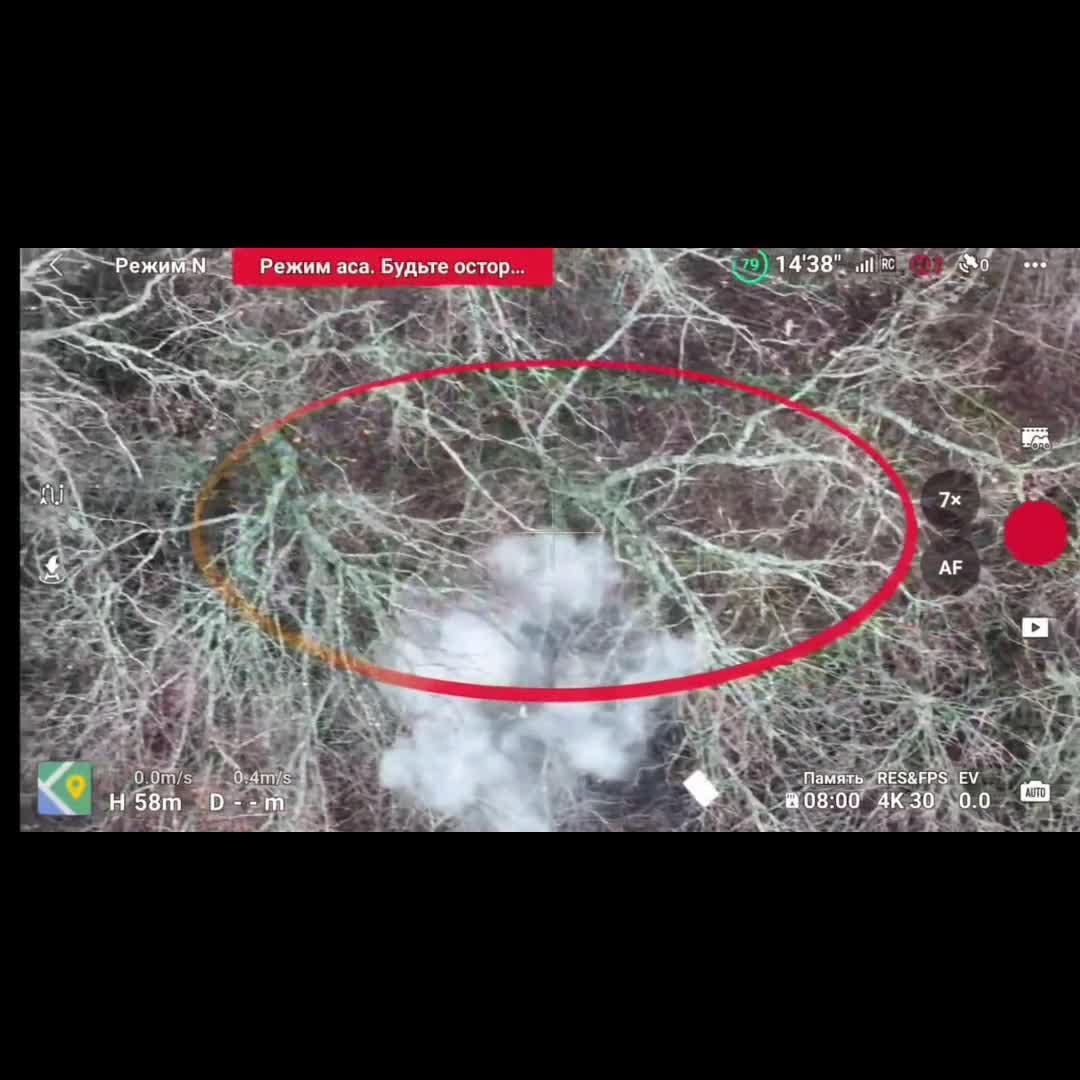 Режим N
Режим аса. Будьте остор...
79
14'38"
RC
0
7×
AF
0.0m/s 0.4m/s
H 58m D - - m
Память RES&FPS EV
08:00 4K 30 0.0
AUTO